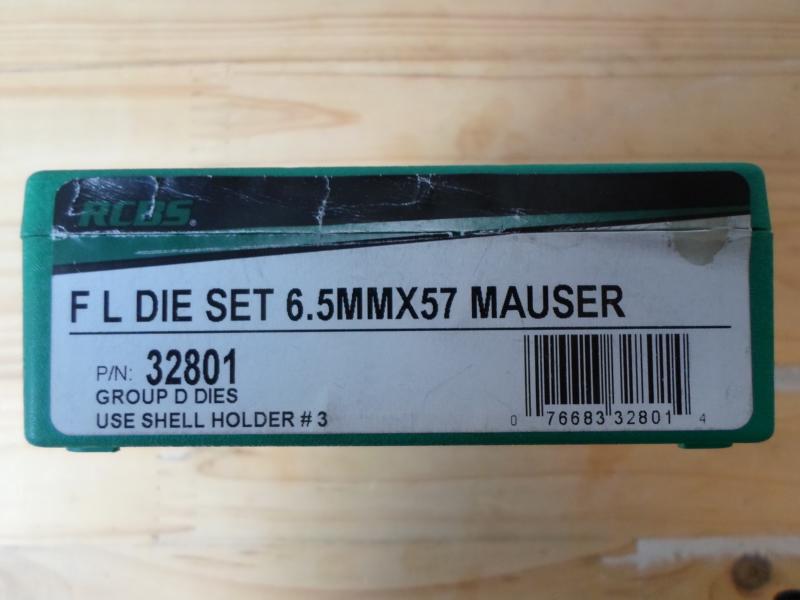 RCBS®
F L DIE SET 6.5MMX57 MAUSER
P/N: 32801
GROUP D DIES
USE SHELL HOLDER # 3
0 76683 32801 4